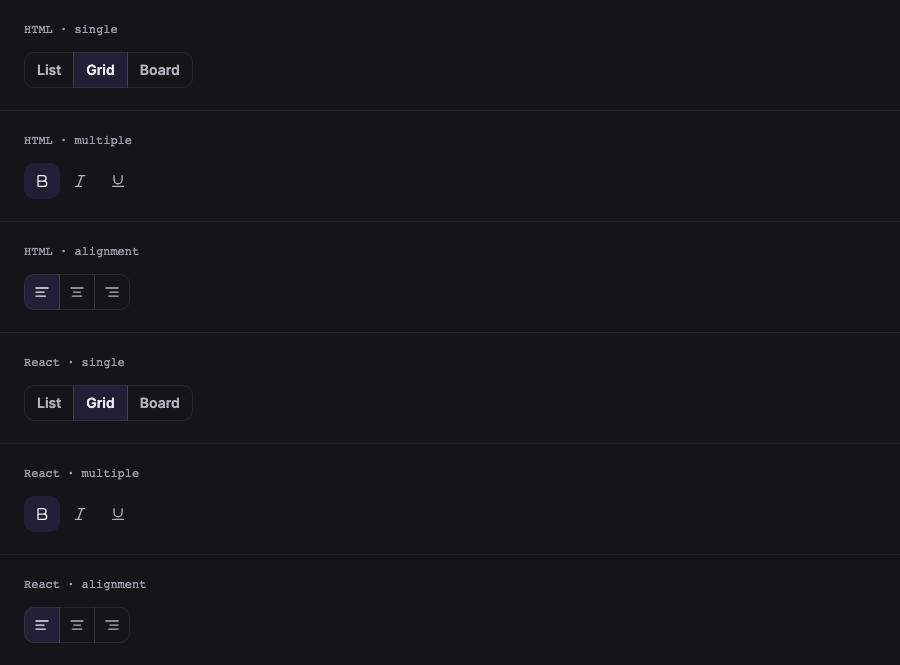 HTML · single
List Grid Board
HTML · multiple
B I U
HTML · alignment
React · single
List Grid Board
React · multiple
B I U
React · alignment